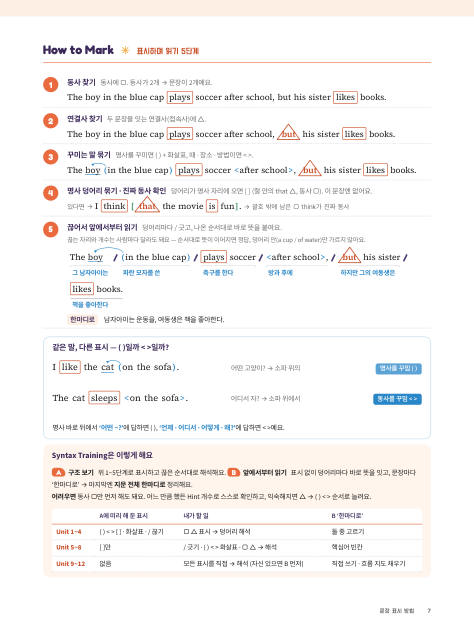 How to Mark ✳ 표시하며 읽기 5단계
1 동사 찾기 동사에 □. 동사가 2개 → 문장이 2개예요.
The boy in the blue cap plays soccer after school, but his sister likes books.
2 연결사 찾기 두 문장을 잇는 연결사(접속사)에 △.
The boy in the blue cap plays soccer after school, but his sister likes books.
3 꾸미는 말 묶기 명사를 꾸미면 ( ) + 화살표, 때·장소·방법이면 < >.
The boy (in the blue cap) plays soccer <after school>, but his sister likes books.
4 명사 덩어리 묶기 · 진짜 동사 확인 덩어리가 명사 자리에 오면 [ ] (절 안의 that △, 동사 □). 이 문장엔 없어요.
있다면 → I think [ that the movie is fun]. → 괄호 밖에 남은 □ think가 진짜 동사
5 끊어서 앞에서부터 읽기 덩어리마다 / 긋고, 나온 순서대로 바로 뜻을 붙여요.
끊는 자리와 개수는 사람마다 달라도 돼요 — 순서대로 뜻이 이어지면 정답, 덩어리 안(a cup / of water)만 가르지 않아요.
The boy / (in the blue cap) / plays soccer / <after school>, / but his sister /
그 남자아이는 파란 모자를 쓴 축구를 한다 방과 후에 하지만 그의 여동생은
likes books.
책을 좋아한다
한마디로 남자아이는 운동을, 여동생은 책을 좋아한다.
같은 말, 다른 표시 — ( )일까 < >일까?
I like the cat (on the sofa). 어떤 고양이? → 소파 위의 명사를 꾸밈 ( )
The cat sleeps <on the sofa>. 어디서 자? → 소파 위에서 동사를 꾸밈 < >
명사 바로 뒤에서 '어떤 ~?'에 답하면 ( ), '언제 · 어디서 · 어떻게 · 왜?'에 답하면 < >예요.
Syntax Training은 이렇게 해요
A 구조 보기 위 1~5단계로 표시하고 끊은 순서대로 해석해요. B 앞에서부터 읽기 표시 없이 덩어리마다 바로 뜻을 잇고, 문장마다
'한마디로' → 마지막엔 지문 전체 한마디로 정리해요.
어려우면 동사 □만 먼저 해도 돼요. 어느 만큼 했든 Hint 개수로 스스로 확인하고, 익숙해지면 △ → ( ) < > 순서로 늘려요.
A에 미리 해 둔 표시 내가 할 일 B '한마디로'
Unit 1–4 ( ) < > [ ] · 화살표 · / 끊기 □ △ 표시 → 덩어리 해석 둘 중 고르기
Unit 5–8 [ ]만 / 긋기 · ( ) < > 화살표 · □ △ → 해석 핵심어 빈칸
Unit 9–12 없음 모든 표시를 직접 → 해석 (자신 있으면 B 먼저) 직접 쓰기 · 흐름 지도 채우기
문장 표시 방법 7